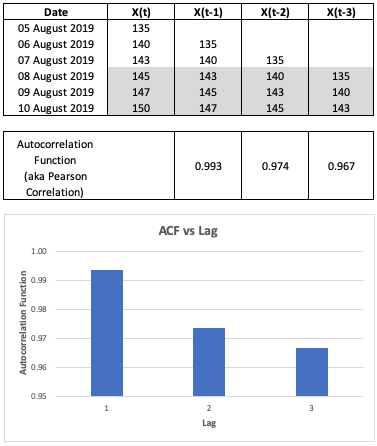 Date X(t) X(t-1) X(t-2) X(t-3)
05 August 2019 135
06 August 2019 140 135
07 August 2019 143 140 135
08 August 2019 145 143 140 135
09 August 2019 147 145 143 140
10 August 2019 150 147 145 143
Autocorrelation
Function
(aka Pearson
Correlation)
0.993 0.974 0.967
ACF vs Lag
Autocorrelation Function
1.00
0.99
0.98
0.97
0.96
0.95
1 2 3
Lag